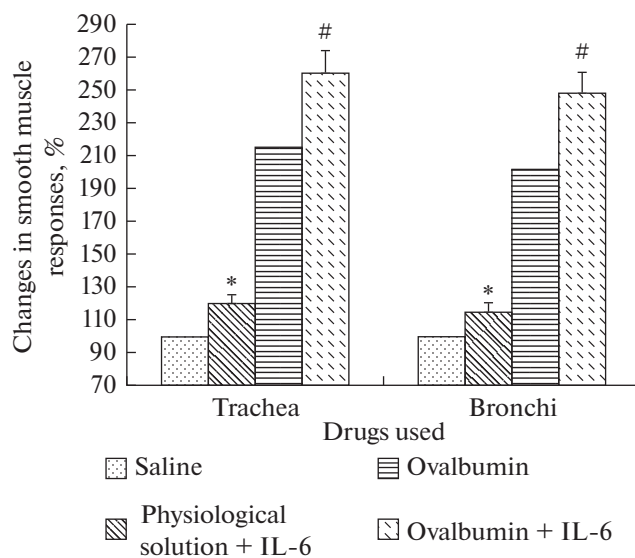 Changes in smooth muscle
responses, %
290
270
250
230
210
190
170
150
130
110
90
70
*
#
*
#
Trachea
Bronchi
Drugs used
Saline
Ovalbumin
Physiological
solution + IL-6
Ovalbumin + IL-6